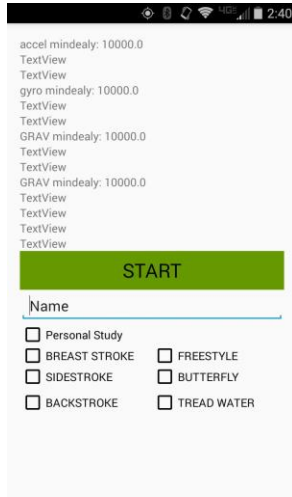 4G 2:40
accel mindealy: 10000.0
TextView
TextView
gyro mindealy: 10000.0
TextView
TextView
GRAV mindealy: 10000.0
TextView
TextView
GRAV mindealy: 10000.0
TextView
TextView
TextView
TextView
START
Name
Personal Study
BREAST STROKE FREESTYLE
SIDESTROKE BUTTERFLY
BACKSTROKE TREAD WATER